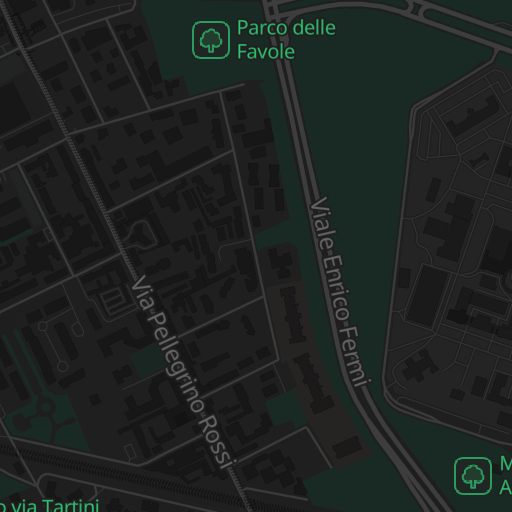 Parco delle
Favole
Viale Enrico Fermi
Via Pellegrino Rossi
M
A
o via Tartini